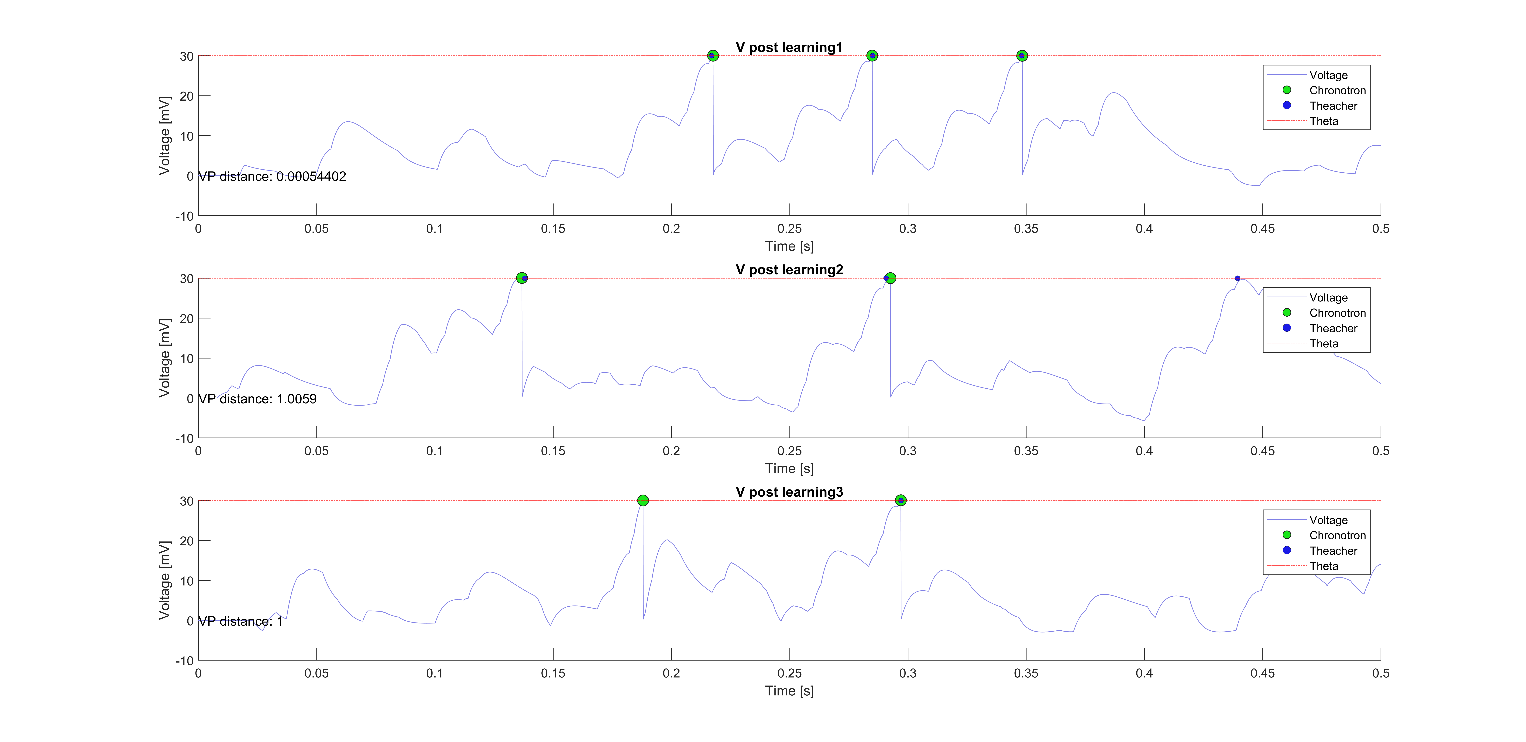 V post learning1
30
20
10
0
-10
Voltage [mV]
VP distance: 0.00054402
Voltage
Chronotron
Theacher
Theta
0 0.05 0.1 0.15 0.2 0.25 0.3 0.35 0.4 0.45 0.5
Time [s]
V post learning2
30
20
10
0
-10
Voltage [mV]
VP distance: 1.0059
Voltage
Chronotron
Theacher
Theta
0 0.05 0.1 0.15 0.2 0.25 0.3 0.35 0.4 0.45 0.5
Time [s]
V post learning3
30
20
10
0
-10
Voltage [mV]
VP distance: 1
Voltage
Chronotron
Theacher
Theta
0 0.05 0.1 0.15 0.2 0.25 0.3 0.35 0.4 0.45 0.5
Time [s]